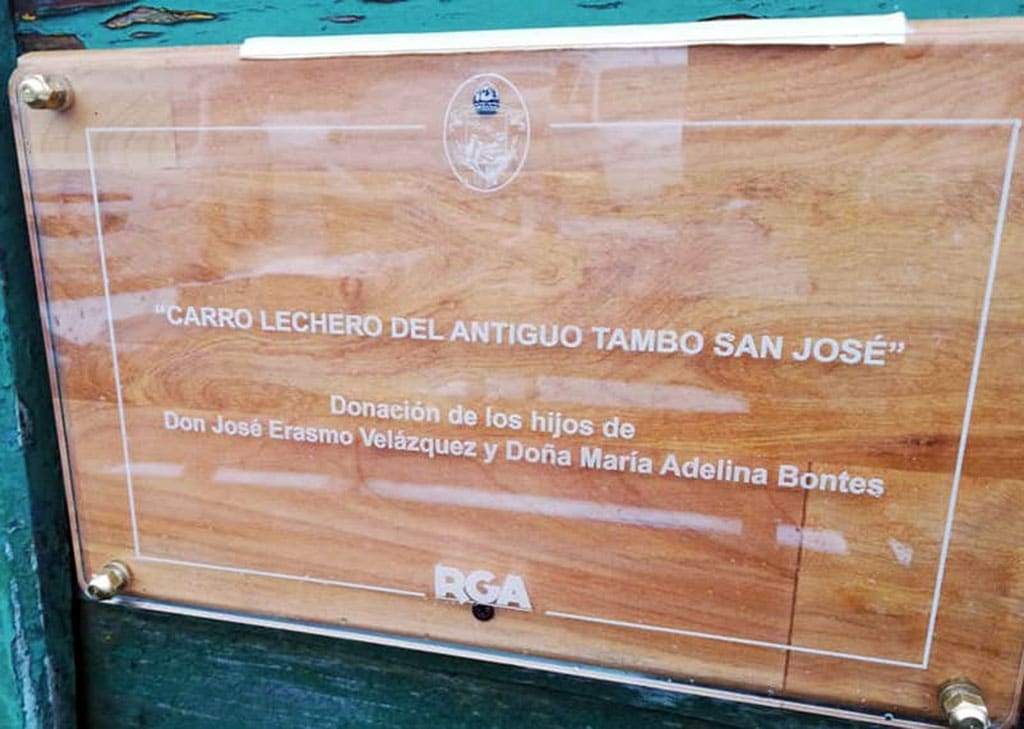 “CARRO LECHERO DEL ANTIGUO TAMBO SAN JOSÉ”
Donación de los hijos de
Don José Erasmo Velázquez y Doña María Adelina Bontes
RGA